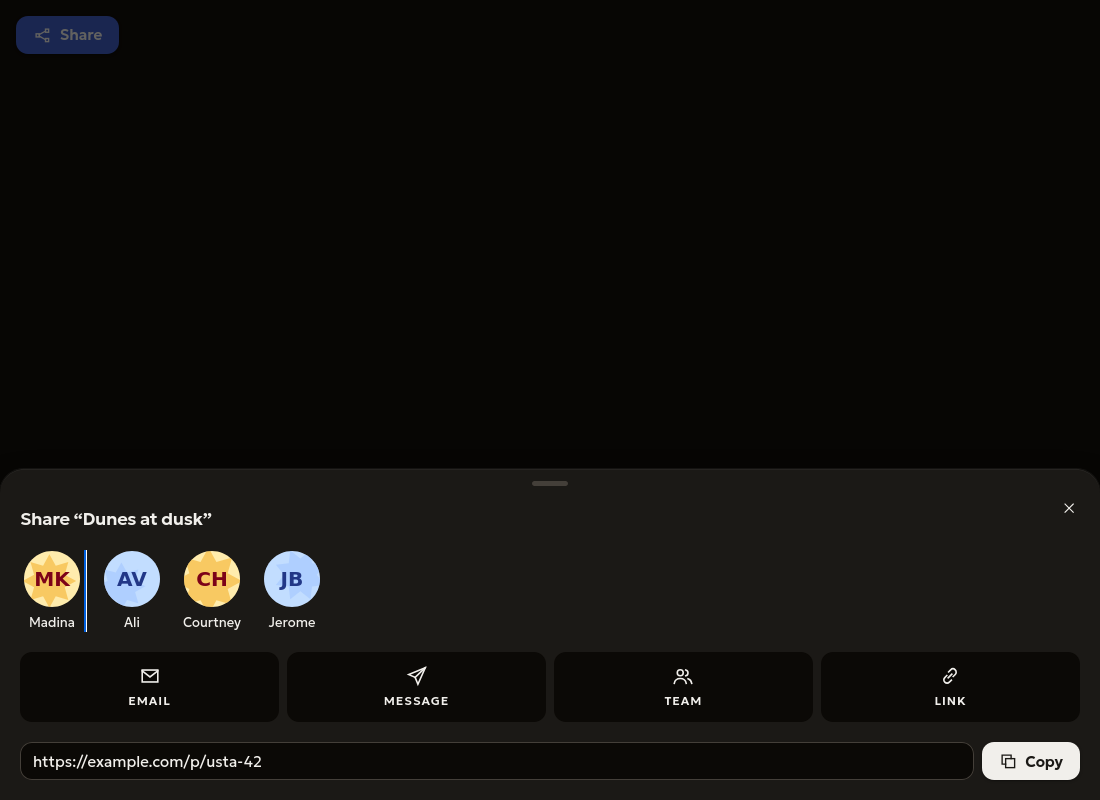 Share
Share “Dunes at dusk”
MK AV CH JB
Madina Ali Courtney Jerome
EMAIL MESSAGE TEAM LINK
https://example.com/p/usta-42 Copy